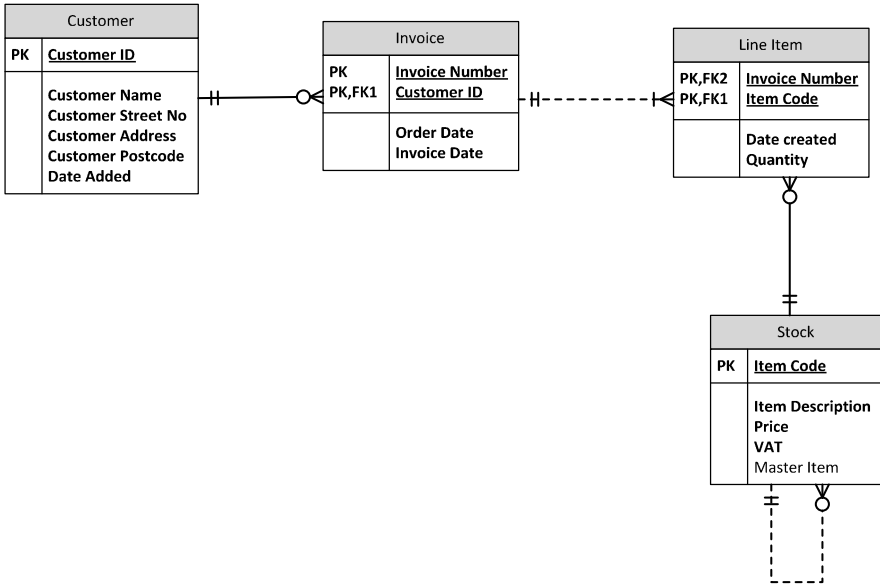 Customer
PK Customer ID
Customer Name
Customer Street No
Customer Address
Customer Postcode
Date Added
Invoice
PK Invoice Number
PK,FK1 Customer ID
Order Date
Invoice Date
Line Item
PK,FK2 Invoice Number
PK,FK1 Item Code
Date created
Quantity
Stock
PK Item Code
Item Description
Price
VAT
Master Item